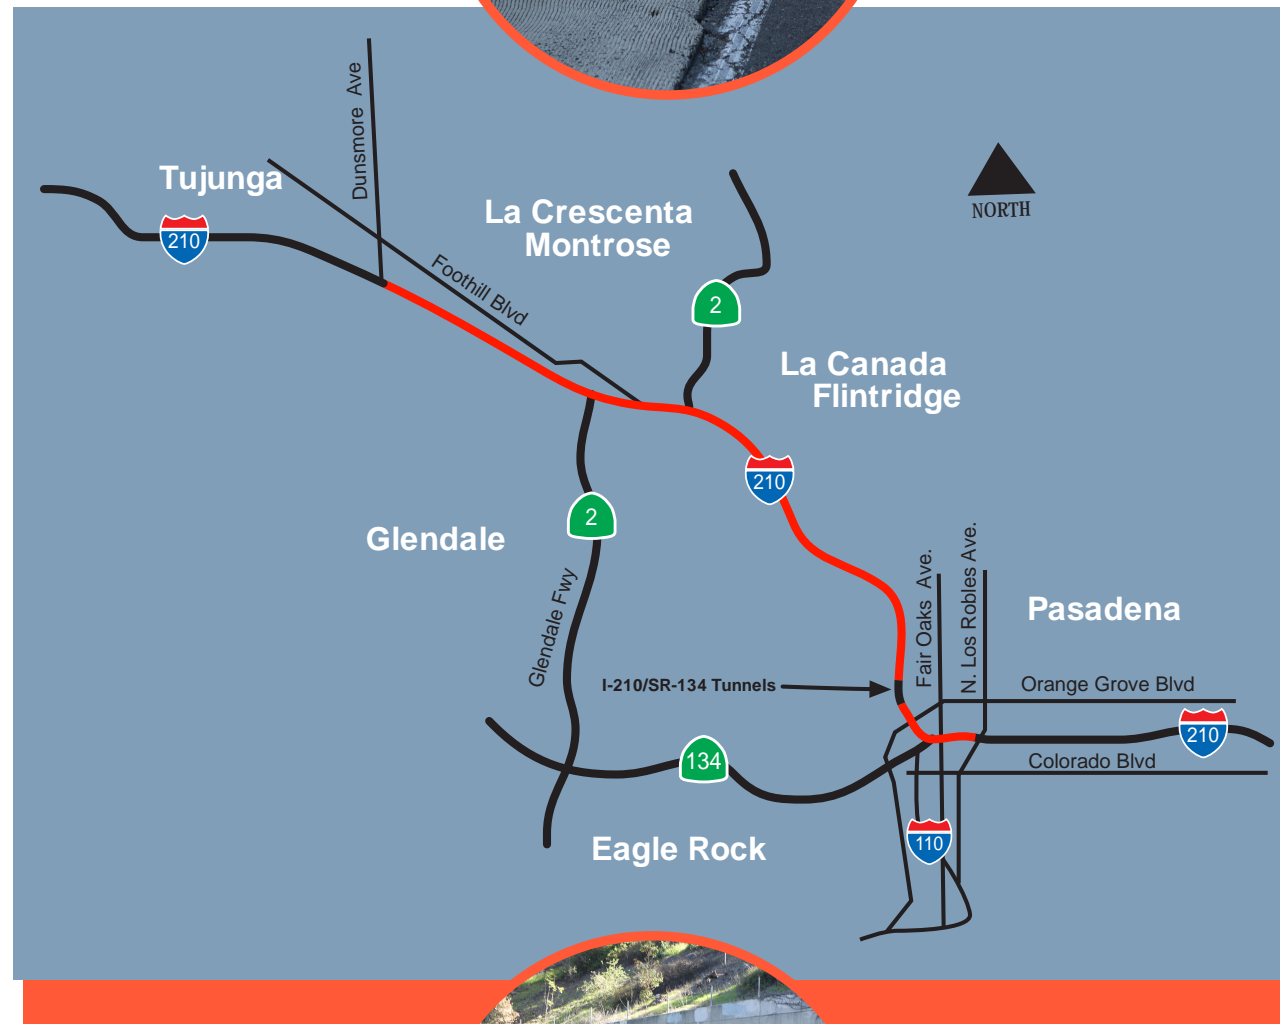 Dunsmore Ave
Tujunga
210
La Crescenta
Montrose
NORTH
Foothill Blvd
2
La Canada
Flintridge
210
2
Glendale
Glendale Fwy
Fair Oaks Ave.
N. Los Robles Ave.
Pasadena
I-210/SR-134 Tunnels
Orange Grove Blvd
210
134
Colorado Blvd
Eagle Rock
110